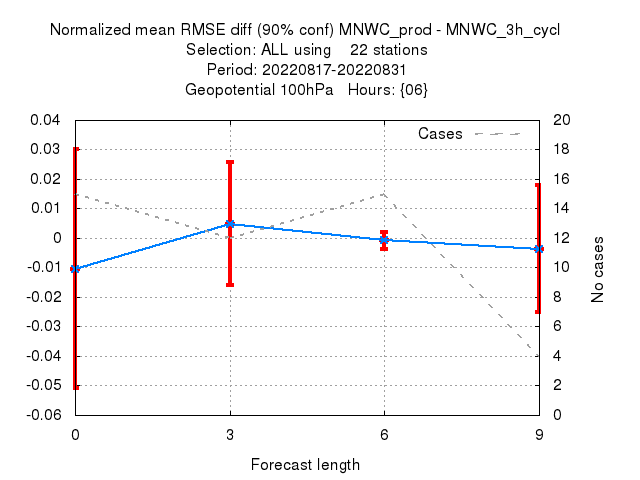 Normalized mean RMSE diff (90% conf) MNWC_prod - MNWC_3h_cycl
Selection: ALL using    22 stations
Period: 20220817-20220831
Geopotential 100hPa   Hours: {06}
0.04
0.03
0.02
0.01
0
-0.01
-0.02
-0.03
-0.04
-0.05
-0.06
Cases
20
18
16
14
12
10
8
6
4
2
0
No cases
0 3 6 9
Forecast length